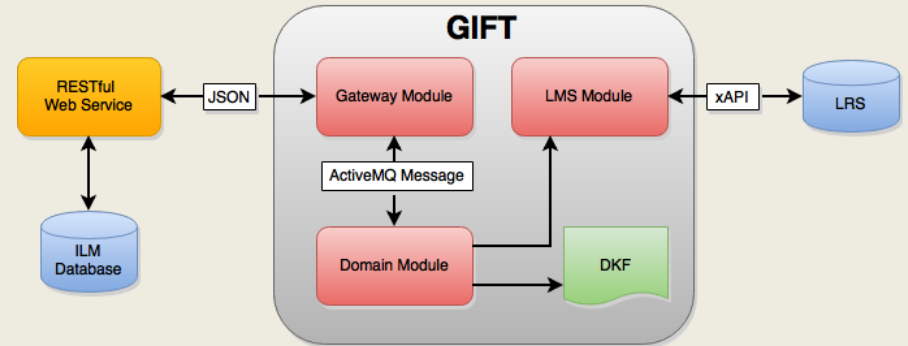 GIFT
RESTful
Web Service
JSON
Gateway Module
LMS Module
xAPI
LRS
ActiveMQ Message
ILM
Database
Domain Module
DKF